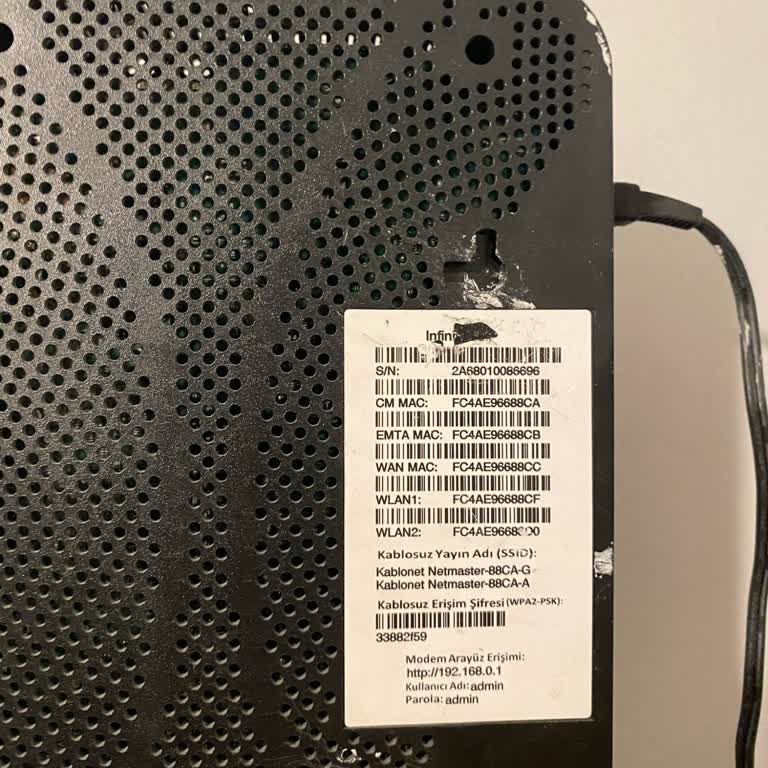 S/N: 2A68010086696
CM MAC: FC4AE96688CA
EMTA MAC: FC4AE96688CB
WAN MAC: FC4AE96688CC
WLAN1: FC4AE96688CF
WLAN2:
Kablosuz Yayın Adı (SSID):
Kablonet Netmaster-88CA-G
Kablonet Netmaster-88CA-A
Kablosuz Erişim Şifresi (WPA2-PSK):
33882f59
Modem Arayüz Erişimi:
http://192.168.0.1
Kullanıcı Adı: admin
Parola: admin